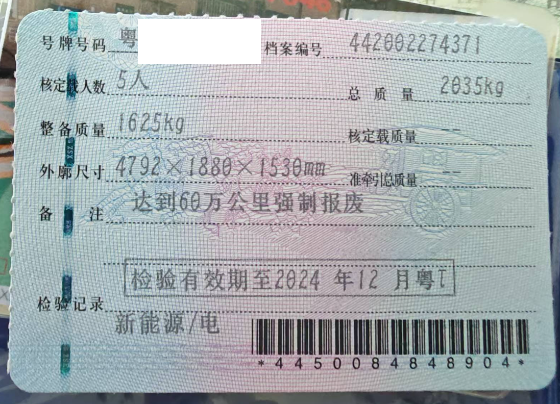 号牌号码 粤 档案编号 442002274371
核定载人数 5人 总质量 2035kg
整备质量 1625kg 核定载质量 --
外廓尺寸 4792×1880×1530mm 准牵引总质量 --
备注 达到60万公里强制报废
检验有效期至2024 年12 月粤T
检验记录
新能源/电
*4450084848904*